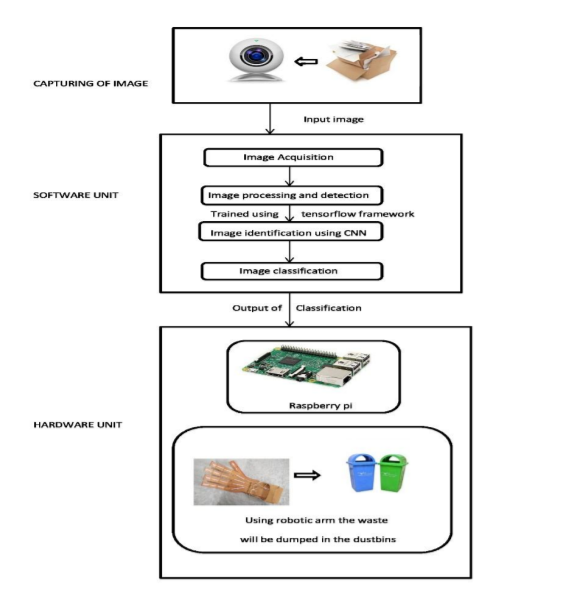 CAPTURING OF IMAGE
Input image
SOFTWARE UNIT
Image Acquisition
Image processing and detection
Trained using tensorflow framework
Image identification using CNN
Image classification
Output of Classification
HARDWARE UNIT
Raspberry pi
Using robotic arm the waste
will be dumped in the dustbins